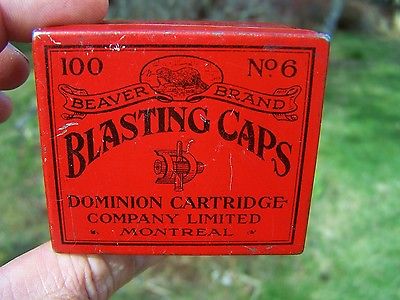 100 No 6
BEAVER BRAND
BLASTING CAPS
DOMINION CARTRIDGE
COMPANY LIMITED
MONTREAL